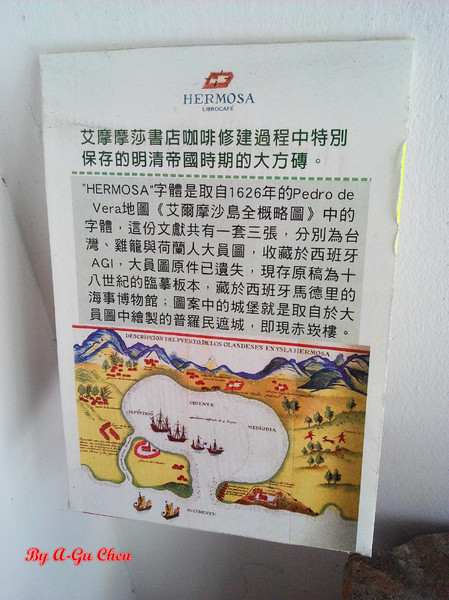 HERMOSA
LIBROCAFÉ
艾摩摩莎書店咖啡修建過程中特別
保存的明清帝國時期的大方磚。
"HERMOSA"字體是取自1626年的Pedro de
Vera地圖《艾爾摩沙島全概略圖》中的
字體，這份文獻共有一套三張，分別為台
灣、雞籠與荷蘭人大員圖，收藏於西班牙
AGI，大員圖原件已遺失，現存原稿為十
八世紀的臨摹板本，藏於西班牙馬德里的
海事博物館；圖案中的城堡就是取自於大
員圖中繪製的普羅民遮城，即現赤崁樓。
DESCRIPCION DEL PVERTO DE LOS OLANDESES EN YSLA HERMOSA
ORIENTE
SEPTETRION
MEDIODIA
By A-Gu Cheu